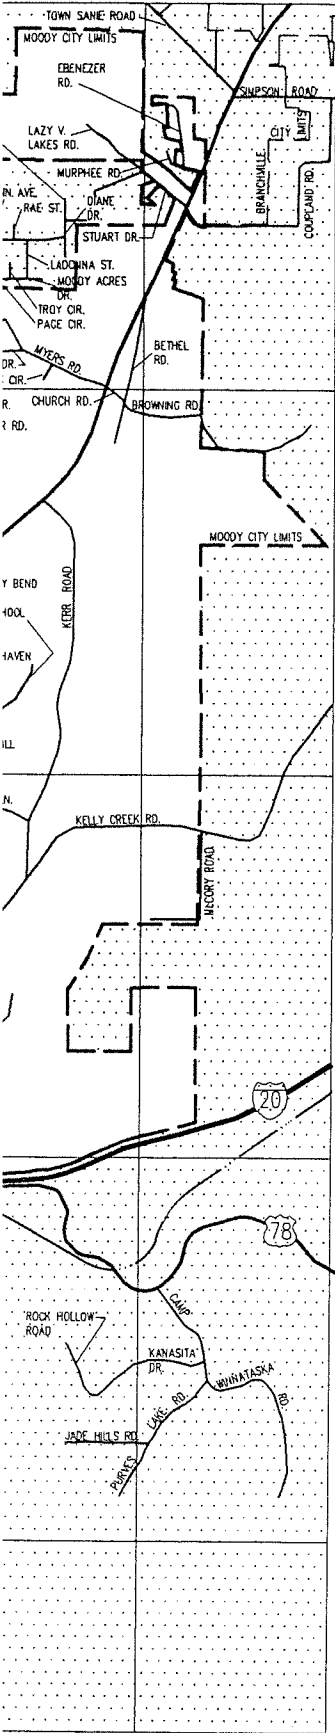 TOWN SANIE ROAD
MOODY CITY LIMITS
EBENEZER
RD.
SIMPSON ROAD
LAZY V.
LAKES RD.
CITY
LIMITS
BRANCHVILLE
COUPLAND RD.
MURPHEE RD.
N. AVE.
RAE ST.
DIANE
DR.
STUART DR.
LADONNA ST.
MOODY ACRES
DR.
TROY CIR.
PAGE CIR.
BETHEL
RD.
MYERS RD.
DR.
CIR.
CHURCH RD.
BROWNING RD.
R.
R RD.
MOODY CITY LIMITS
KERR ROAD
Y BEND
HOOL
HAVEN
ILL
N.
KELLY CREEK RD.
McCORY ROAD
20
78
CAMP
ROCK HOLLOW
ROAD
KANASITA
DR.
WINNATASKA
RD.
LAKE RD.
JADE HILLS RD.
PURVES